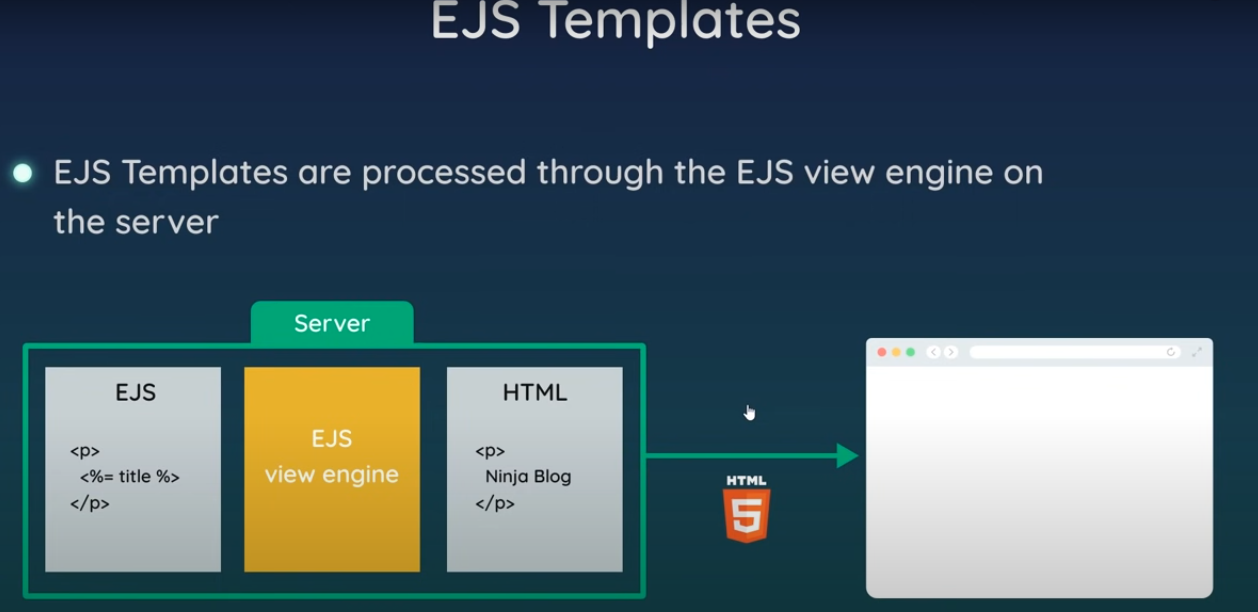 EJS Templates
EJS Templates are processed through the EJS view engine on
the server
Server
EJS
<p>
<%= title %>
</p>
EJS
view engine
HTML
<p>
Ninja Blog
</p>
HTML
5